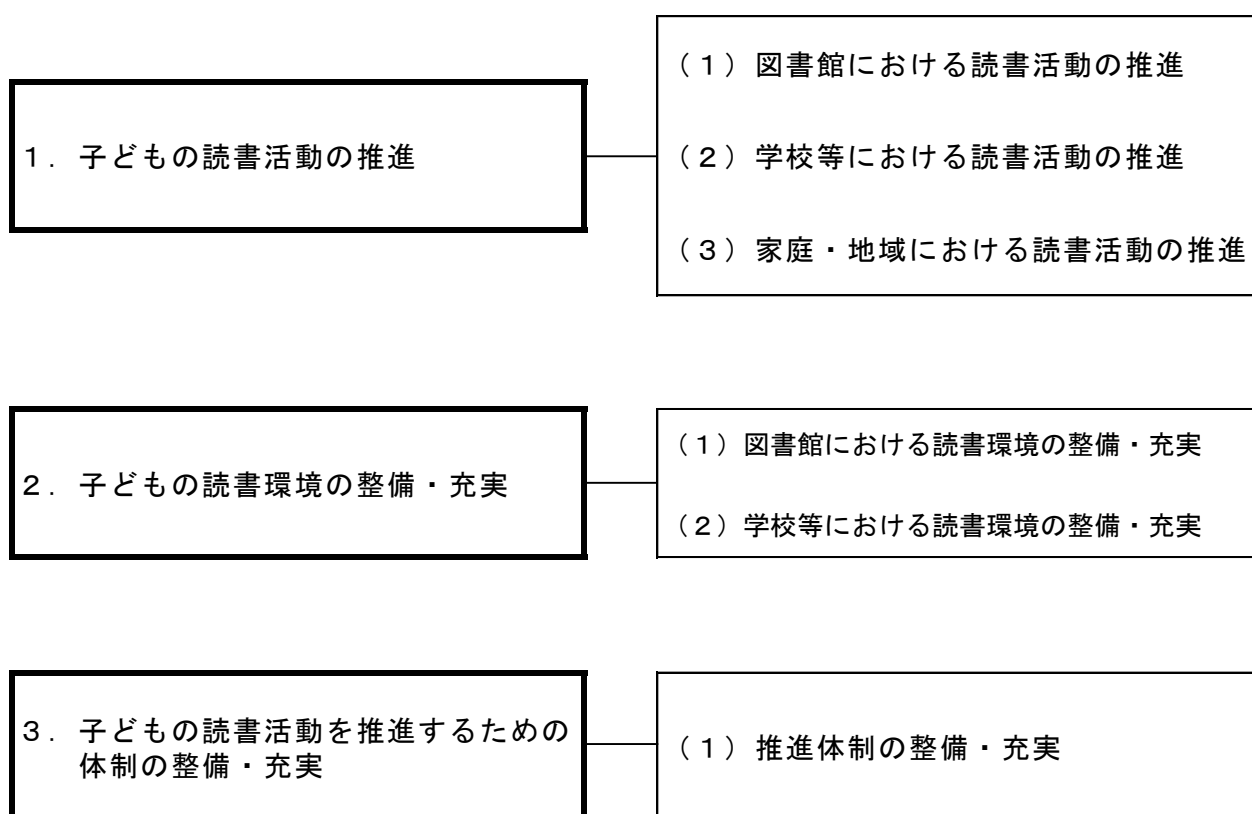 １．子どもの読書活動の推進
（１）図書館における読書活動の推進
（２）学校等における読書活動の推進
（３）家庭・地域における読書活動の推進
２．子どもの読書環境の整備・充実
（１）図書館における読書環境の整備・充実
（２）学校等における読書環境の整備・充実
３．子どもの読書活動を推進するための
体制の整備・充実
（１）推進体制の整備・充実